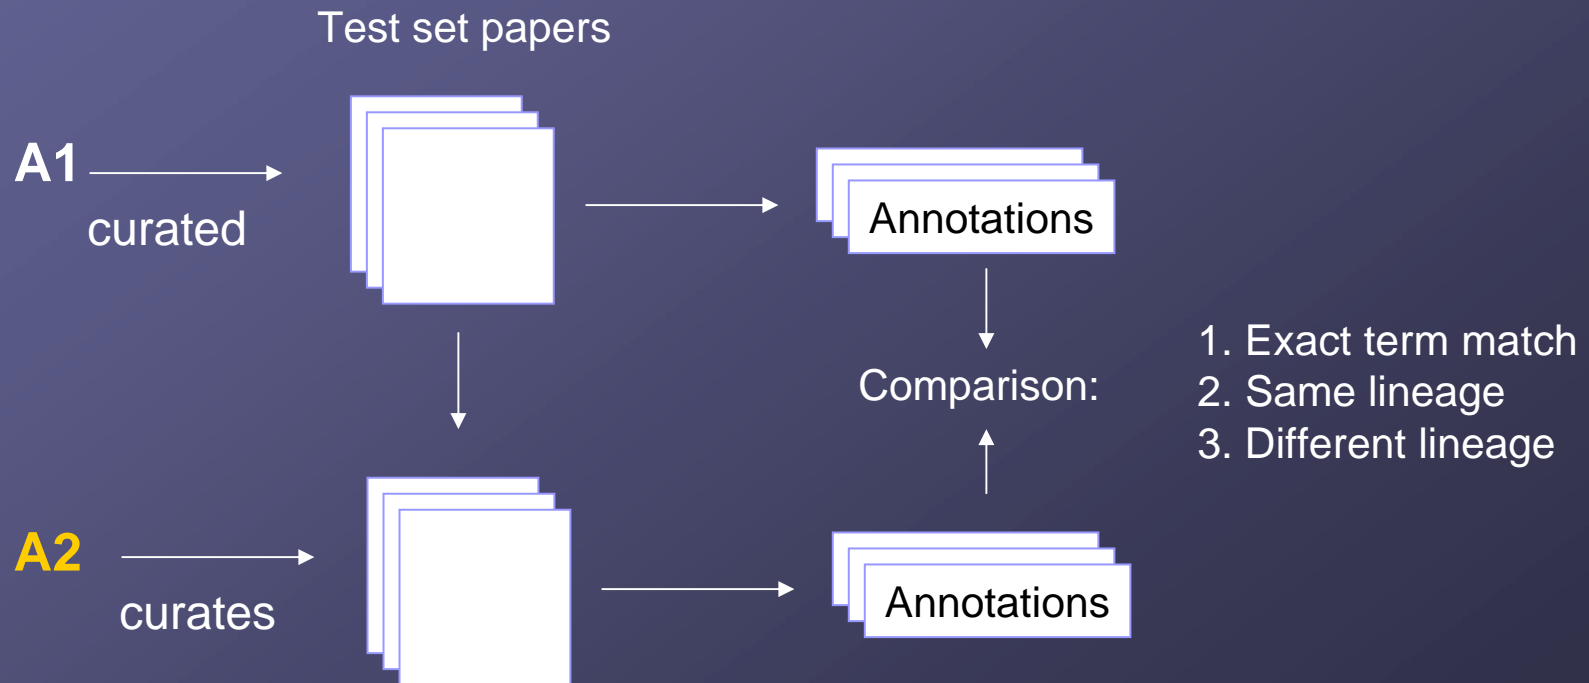 Test set papers
A1
curated
Annotations
Comparison:
1. Exact term match
2. Same lineage
3. Different lineage
A2
curates
Annotations